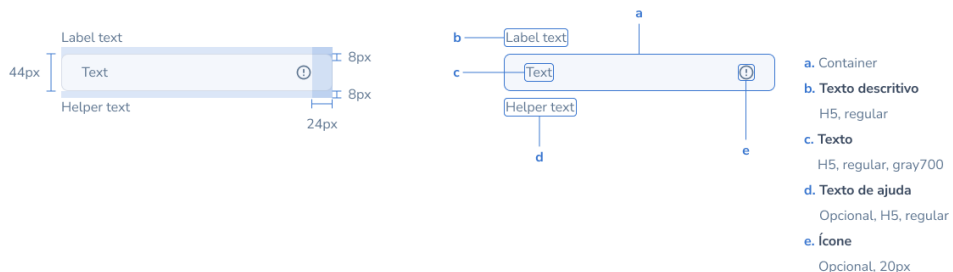 Label text
44px
Text
8px
8px
Helper text
24px
a
b
Label text
c
Text
Helper text
d
e
a. Container
b. Texto descritivo
H5, regular
c. Texto
H5, regular, gray700
d. Texto de ajuda
Opcional, H5, regular
e. Ícone
Opcional, 20px